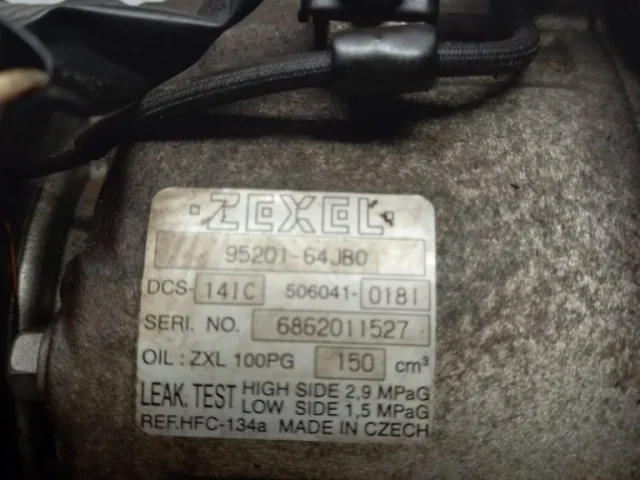 ZEXEL
95201-64JB0
DCS-141C 506041-0181
SERI. NO. 6862011527
OIL : ZXL 100PG 150 cm³
LEAK. TEST HIGH SIDE 2,9 MPaG
LOW SIDE 1,5 MPaG
REF.HFC-134a MADE IN CZECH